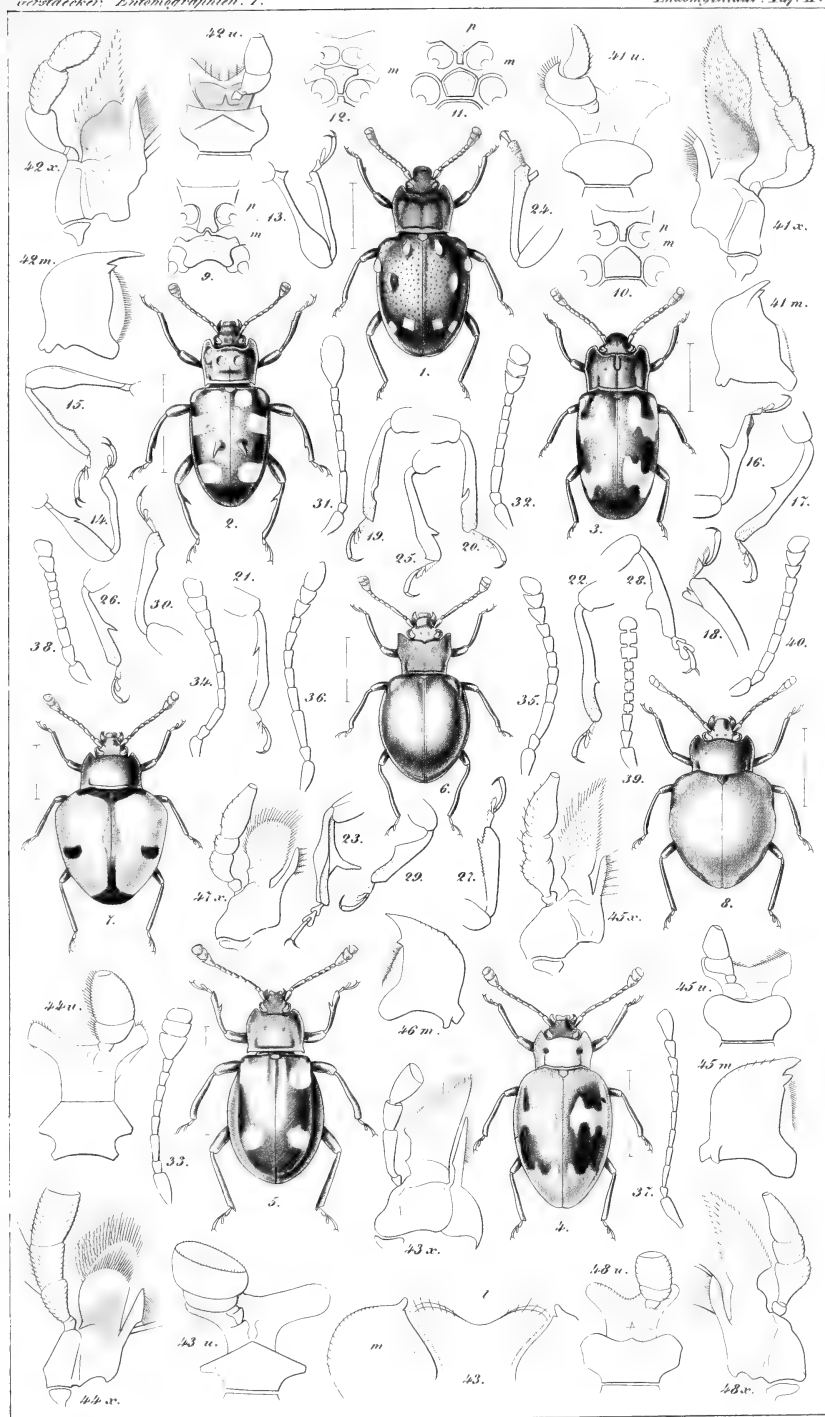 Gerstaecker: Entomographien. I.
Endomychidae. Taf. II.
42 u.
p
m
m
12.
11.
41 u.
42 x.
13.
p.
m
9.
24.
p
m
10.
41 x.
42 m.
41 m.
1.
15.
16.
17.
31.
32.
2.
19.
25.
20.
3.
14.
21.
22.
28.
18.
38.
26.
30.
34.
36.
35.
39.
40.
6.
7.
47 x.
23.
29.
27.
45 x.
8.
44 u.
46 m.
45 u.
45 m
33.
5.
43 x.
4.
37.
44 x.
43 u.
m
l
43.
48 u.
48 x.